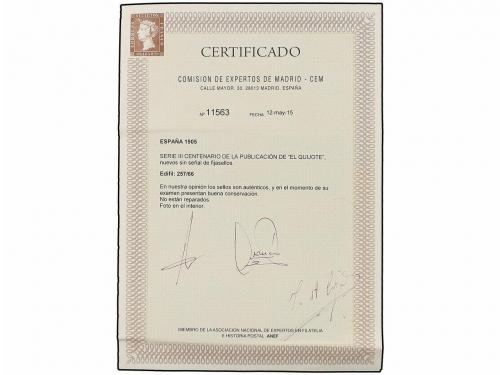 CERTIFICADO
COMISION DE EXPERTOS DE MADRID - CEM
CALLE MAYOR, 30. 28013 MADRID. ESPAÑA
Nº 11563 FECHA 12-may-15
ESPAÑA 1905
SERIE III CENTENARIO DE LA PUBLICACIÓN DE "EL QUIJOTE",
nuevos sin señal de fijasellos.
Edifil: 257/66
En nuestra opinión los sellos son auténticos, y en el momento de su
examen presentan buena conservación.
No están reparados.
Foto en el interior.
MIEMBRO DE LA ASOCIACION NACIONAL DE EXPERTOS EN FILATELIA
E HISTORIA POSTAL ANEF